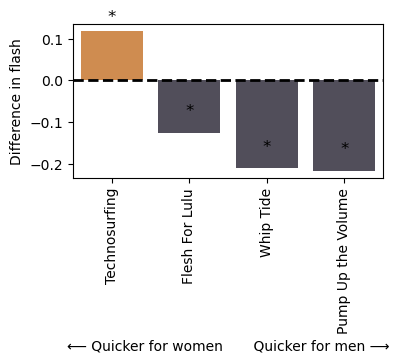 *
0.1
0.0
−0.1
−0.2
Difference in flash
* * *
Technosurfing
Flesh For Lulu
Whip Tide
Pump Up the Volume
⟵ Quicker for women Quicker for men ⟶